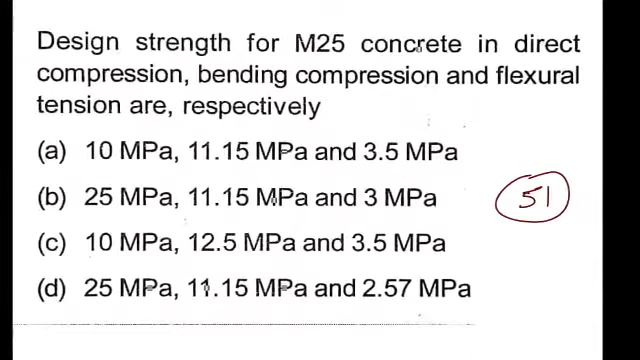 Design strength for M25 concrete in direct
compression, bending compression and flexural
tension are, respectively
(a) 10 MPa, 11.15 MPa and 3.5 MPa
(b) 25 MPa, 11.15 MPa and 3 MPa
51
(c) 10 MPa, 12.5 MPa and 3.5 MPa
(d) 25 MPa, 11.15 MPa and 2.57 MPa